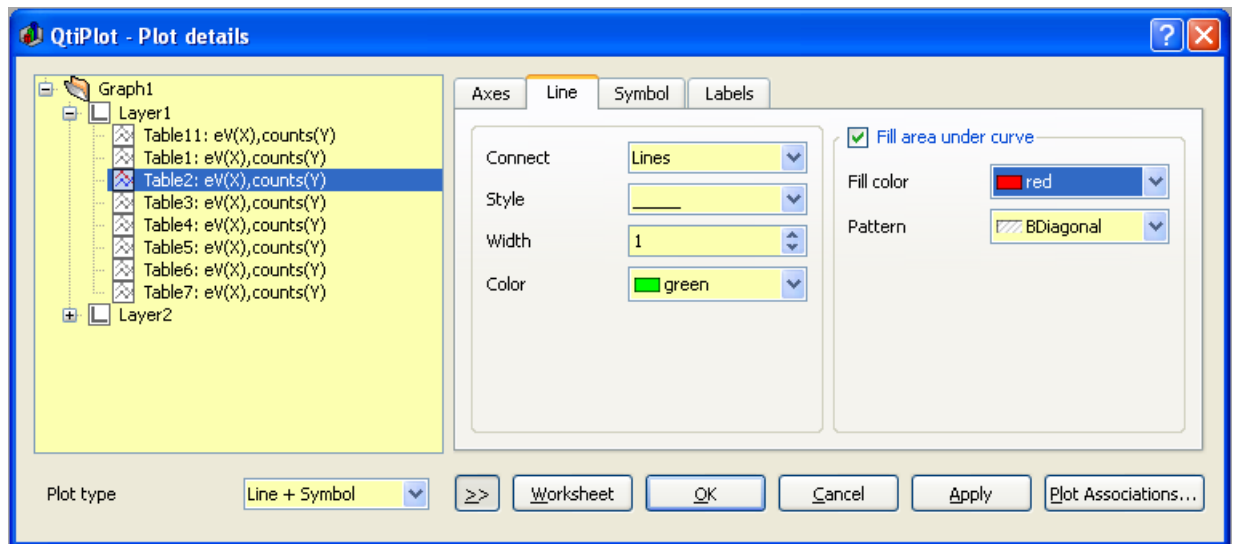 QtiPlot - Plot details
Graph1
Layer1
Table11: eV(X),counts(Y)
Table1: eV(X),counts(Y)
Table2: eV(X),counts(Y)
Table3: eV(X),counts(Y)
Table4: eV(X),counts(Y)
Table5: eV(X),counts(Y)
Table6: eV(X),counts(Y)
Table7: eV(X),counts(Y)
Layer2
Axes Line Symbol Labels
Connect Lines
Style
Width 1
Color green
Fill area under curve
Fill color red
Pattern BDiagonal
Plot type Line + Symbol
>> Worksheet OK Cancel Apply Plot Associations...